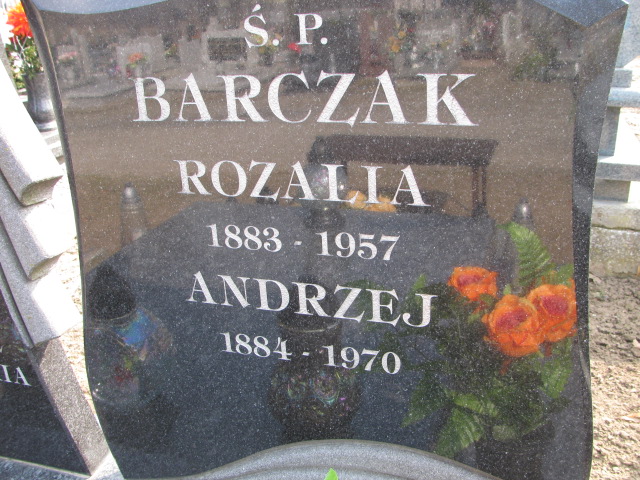 Ś. P.
BARCZAK
ROZALIA
1883 - 1957
ANDRZEJ
1884 - 1970